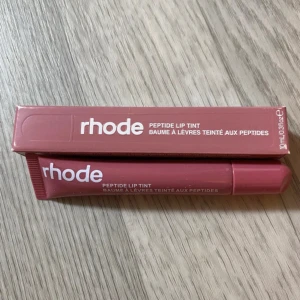 rhode
PEPTIDE LIP TINT
BAUME À LÈVRES TEINTÉ AUX PEPTIDES
rhode
PEPTIDE LIP TINT
BAUME À LÈVRES TEINTÉ AUX PEPTIDES